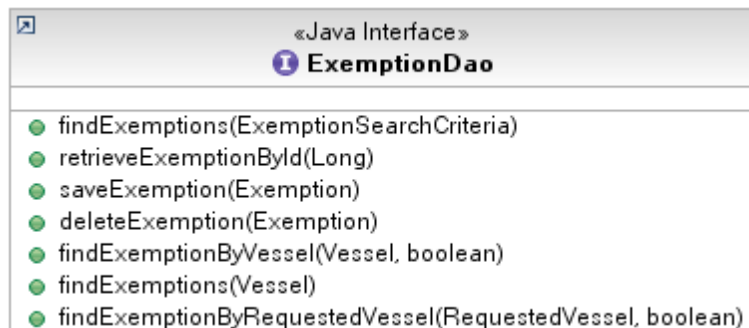 «Java Interface»
I ExemptionDao
findExemptions(ExemptionSearchCriteria)
retrieveExemptionById(Long)
saveExemption(Exemption)
deleteExemption(Exemption)
findExemptionByVessel(Vessel, boolean)
findExemptions(Vessel)
findExemptionByRequestedVessel(RequestedVessel, boolean)